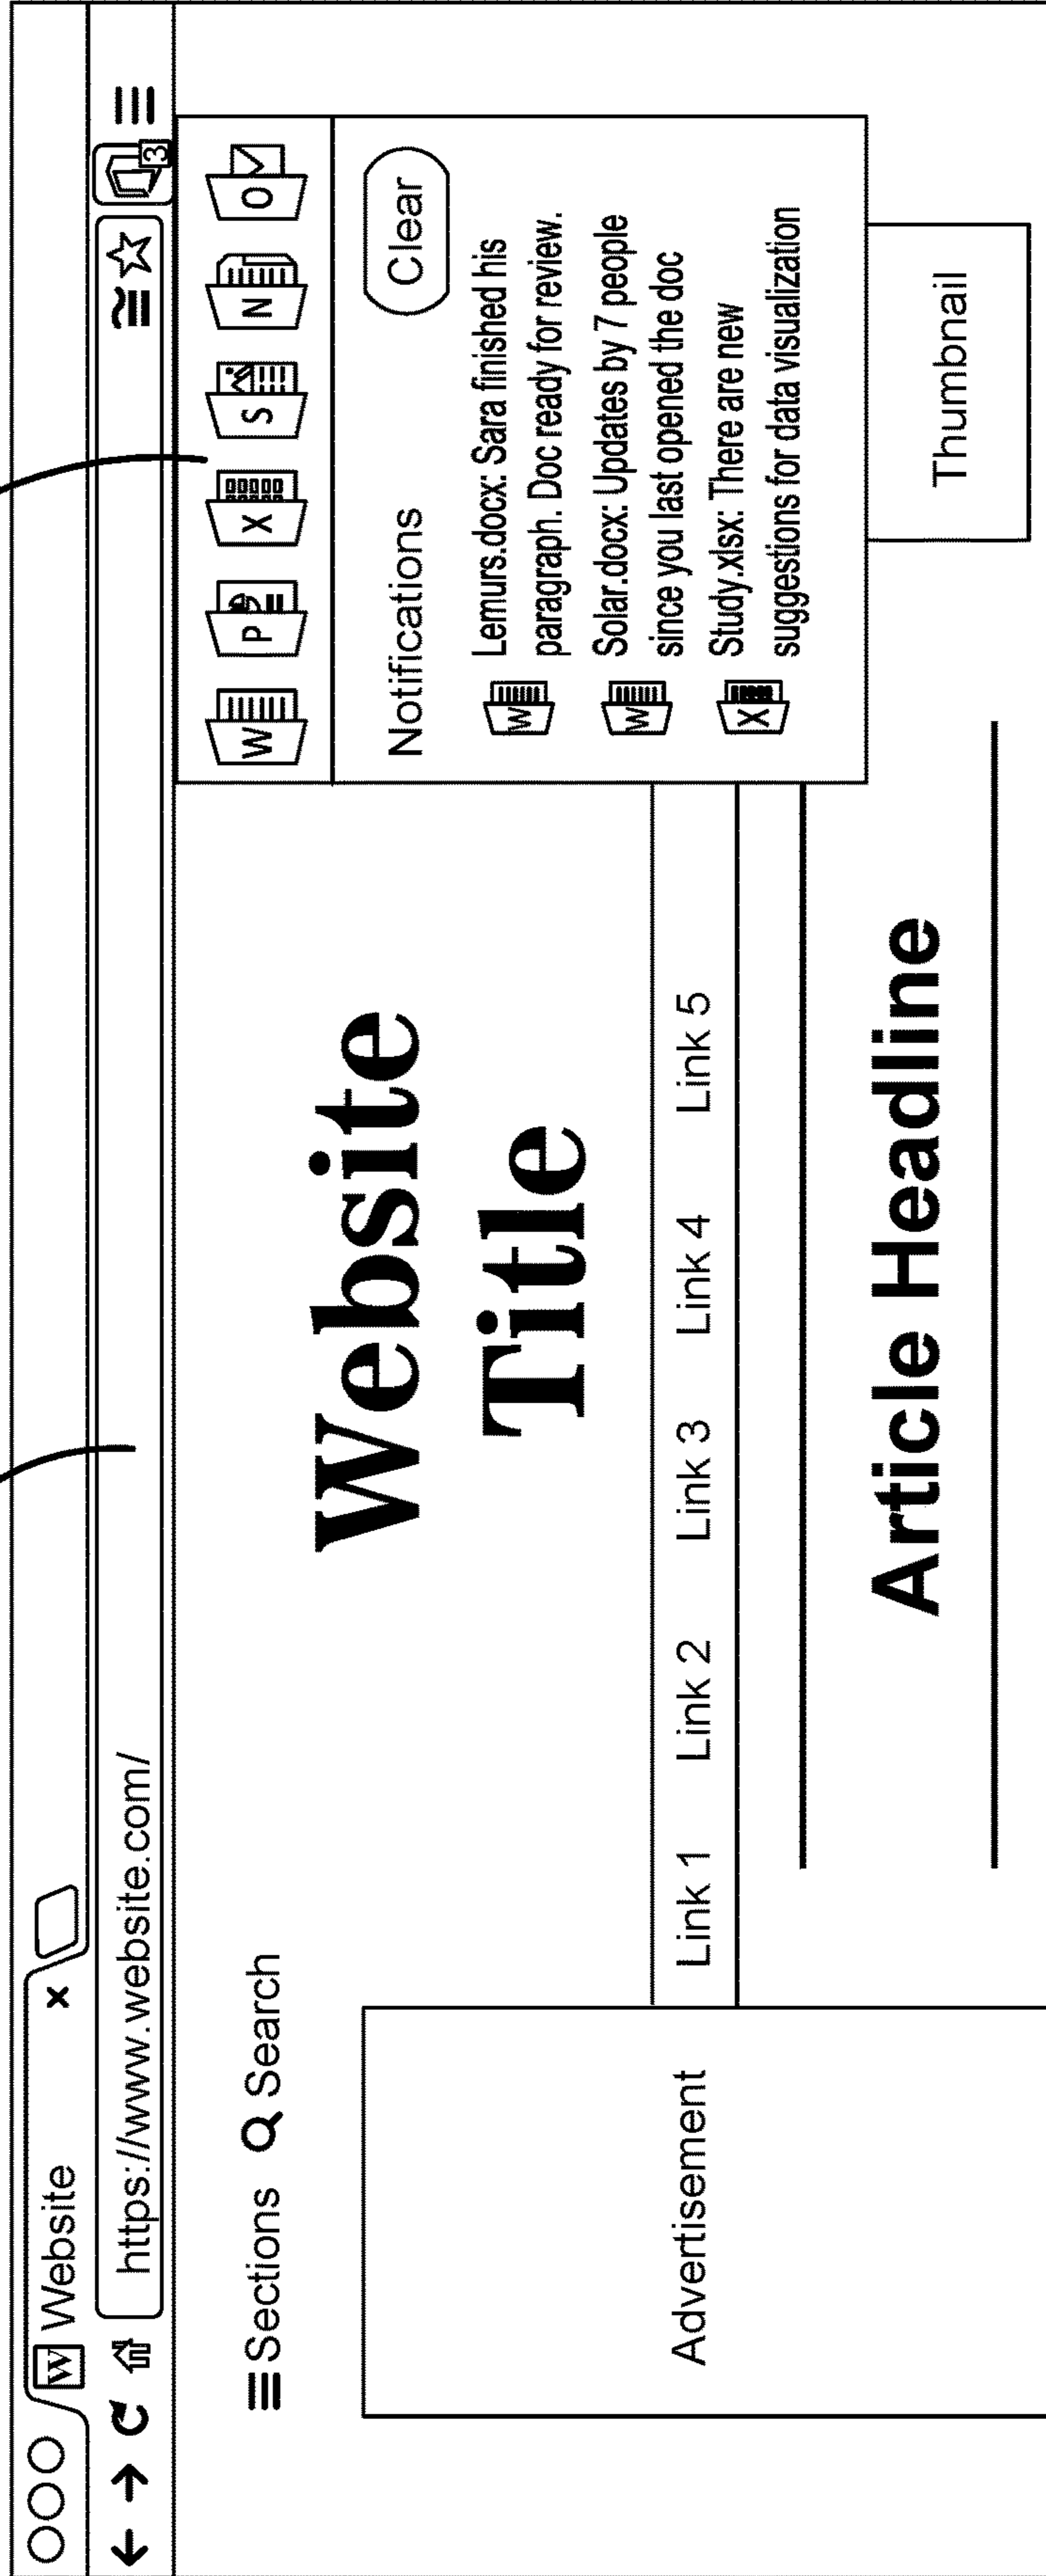 W Website x
https://www.website.com/
3
W P X S N O
Sections Search
Notifications Clear
W Lemurs.docx: Sara finished his
paragraph. Doc ready for review.
W Solar.docx: Updates by 7 people
since you last opened the doc
X Study.xlsx: There are new
suggestions for data visualization
Website
Title
Advertisement
Link 1 Link 2 Link 3 Link 4 Link 5
Article Headline
Thumbnail